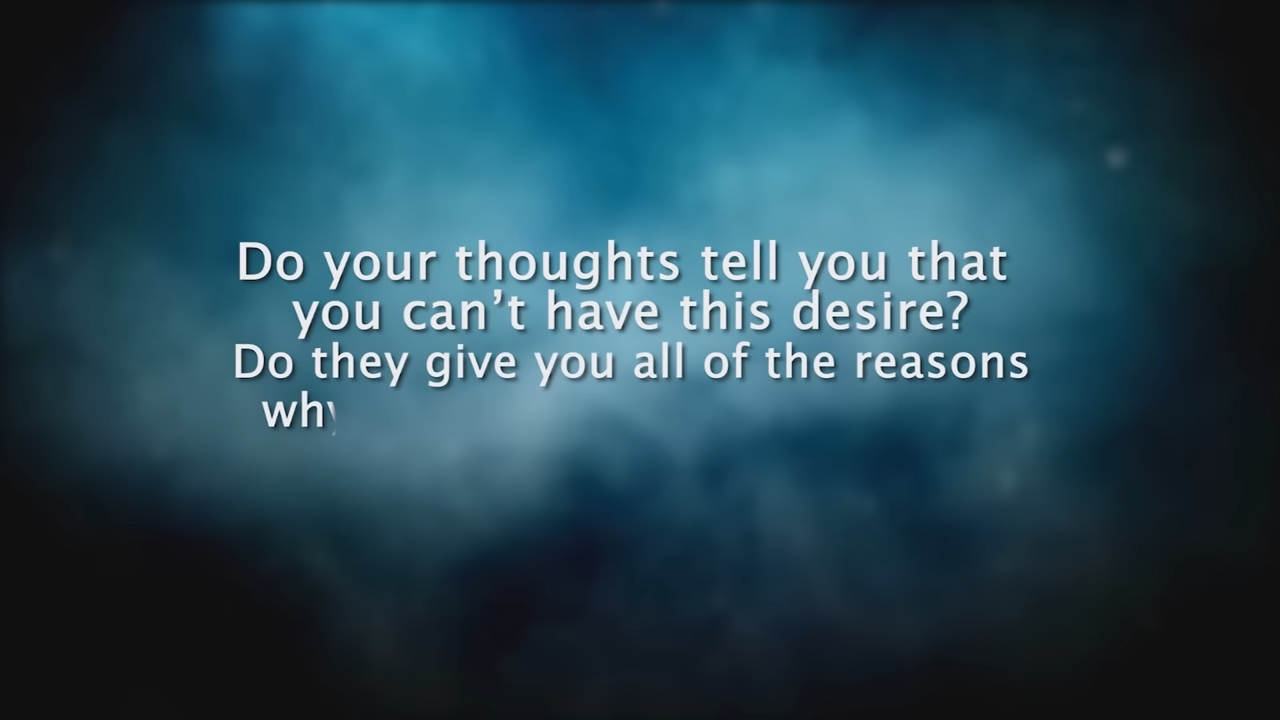 Do your thoughts tell you that
you can’t have this desire?
Do they give you all of the reasons
why